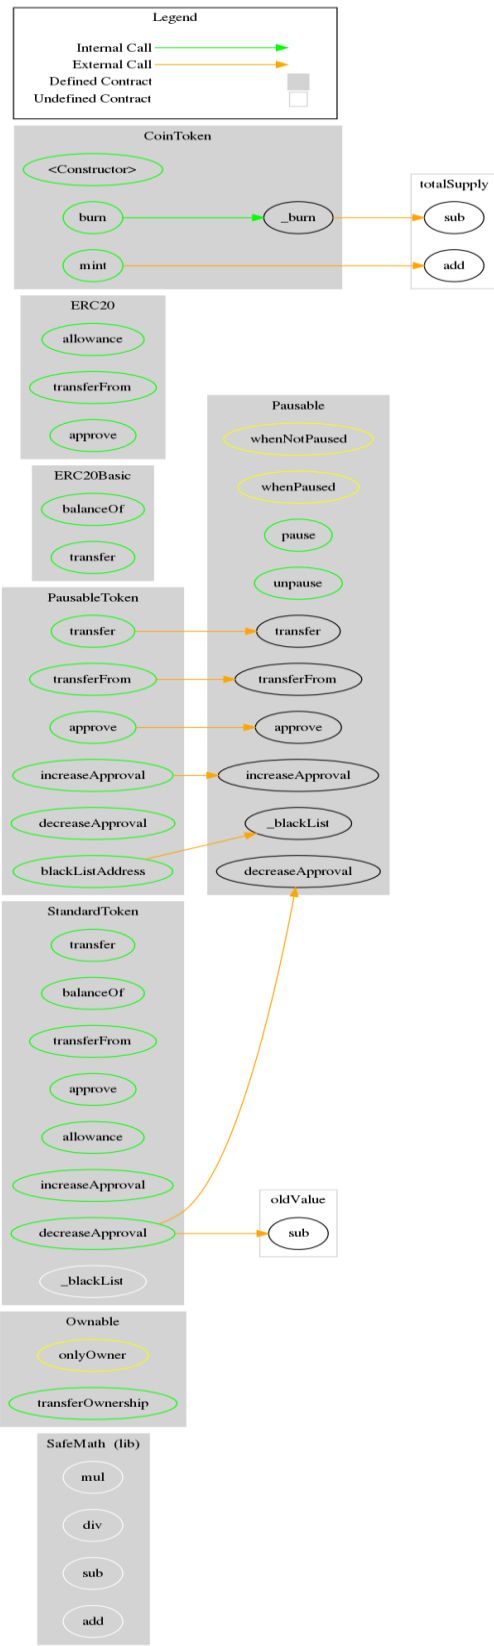 Legend
Internal Call
External Call
Defined Contract
Undefined Contract
CoinToken
<Constructor>
burn
_burn
mint
totalSupply
sub
add
ERC20
allowance
transferFrom
approve
ERC20Basic
balanceOf
transfer
Pausable
whenNotPaused
whenPaused
pause
unpause
transfer
transferFrom
approve
increaseApproval
_blackList
decreaseApproval
PausableToken
transfer
transferFrom
approve
increaseApproval
decreaseApproval
blackListAddress
StandardToken
transfer
balanceOf
transferFrom
approve
allowance
increaseApproval
decreaseApproval
_blackList
oldValue
sub
Ownable
onlyOwner
transferOwnership
SafeMath (lib)
mul
div
sub
add